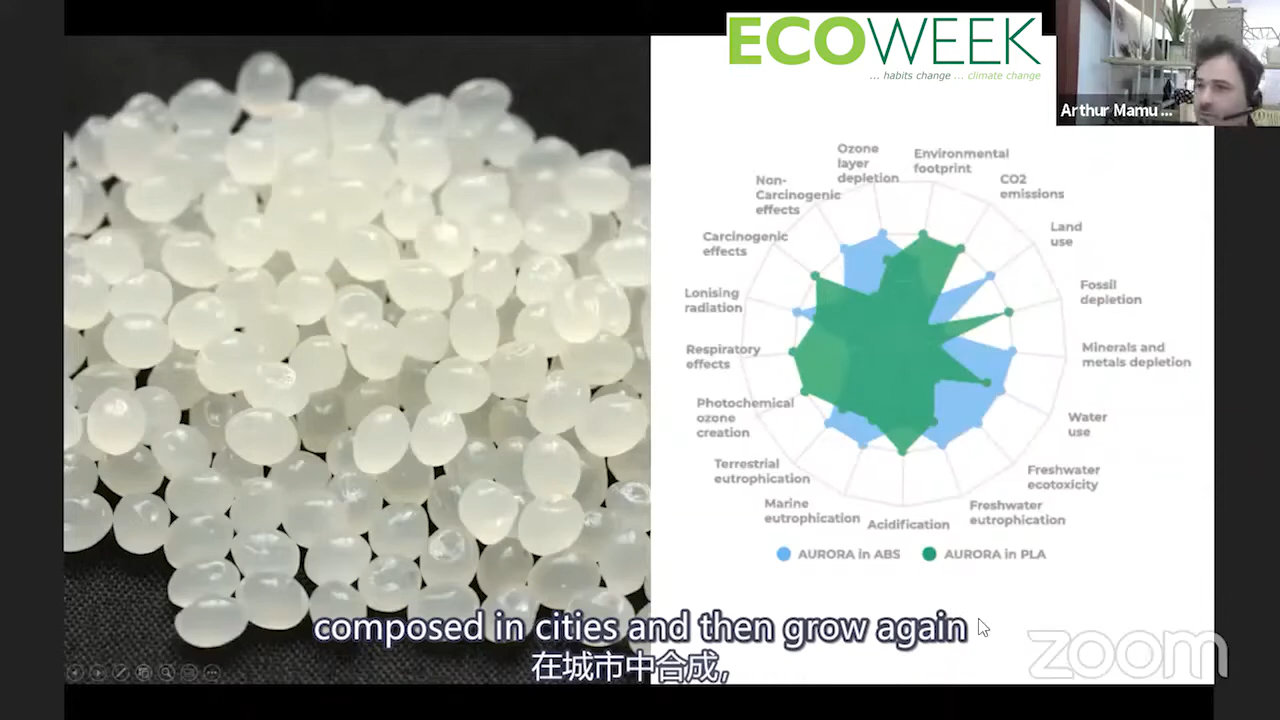 ECOWEEK
... habits change ... climate change
Arthur Mamu ...
Ozone
layer
depletion
Environmental
footprint
CO2
emissions
Land
use
Fossil
depletion
Minerals and
metals depletion
Water
use
Freshwater
ecotoxicity
Freshwater
eutrophication
Acidification
Marine
eutrophication
Terrestrial
eutrophication
Photochemical
ozone
creation
Respiratory
effects
Lonising
radiation
Carcinogenic
effects
Non-
Carcinogenic
effects
AURORA in ABS
AURORA in PLA
composed in cities and then grow again
在城市中合成,
zoom